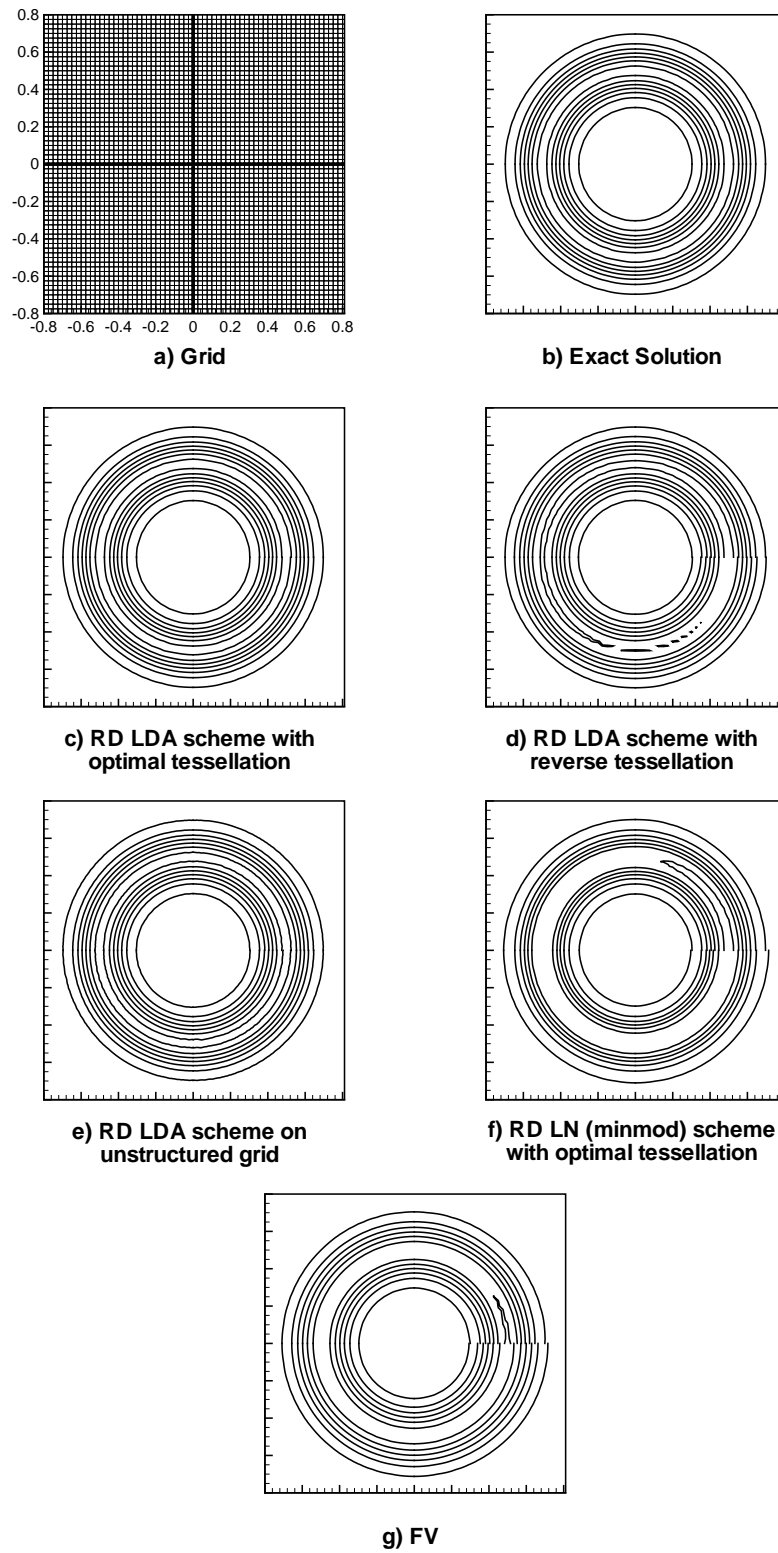 0.8
0.6
0.4
0.2
0
-0.2
-0.4
-0.6
-0.8
-0.8 -0.6 -0.4 -0.2 0 0.2 0.4 0.6 0.8
a) Grid
b) Exact Solution
c) RD LDA scheme with
optimal tessellation
d) RD LDA scheme with
reverse tessellation
e) RD LDA scheme on
unstructured grid
f) RD LN (minmod) scheme
with optimal tessellation
g) FV